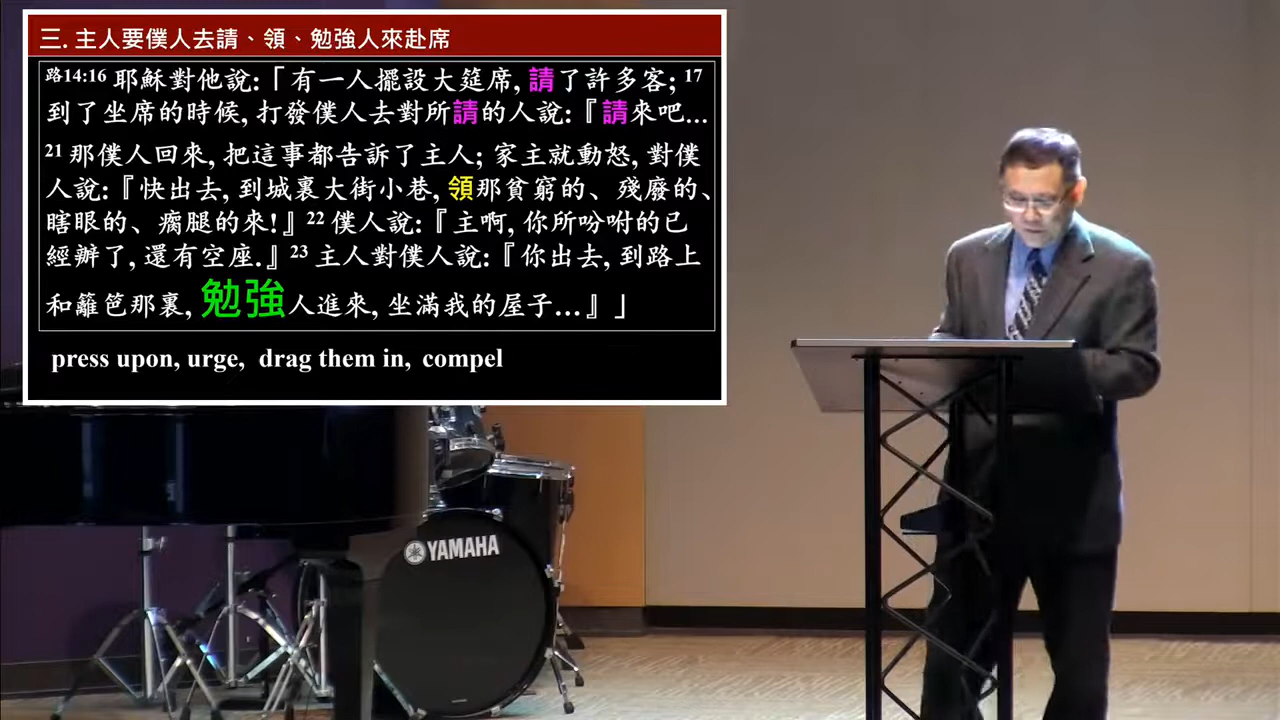 三. 主人要僕人去請、領、勉強人來赴席
路14:16 耶穌對他說:「有一人擺設大筵席, 請了許多客; 17
到了坐席的時候, 打發僕人去對所請的人說:『請來吧...
21 那僕人回來, 把這事都告訴了主人; 家主就動怒, 對僕
人說:『快出去, 到城裏大街小巷, 領那貧窮的、殘廢的、
瞎眼的、瘸腿的來!』22 僕人說:『主啊, 你所吩咐的已
經辦了, 還有空座.』23 主人對僕人說:『你出去, 到路上
和籬笆那裏, 勉強人進來, 坐滿我的屋子...』」
press upon, urge, drag them in, compel
YAMAHA